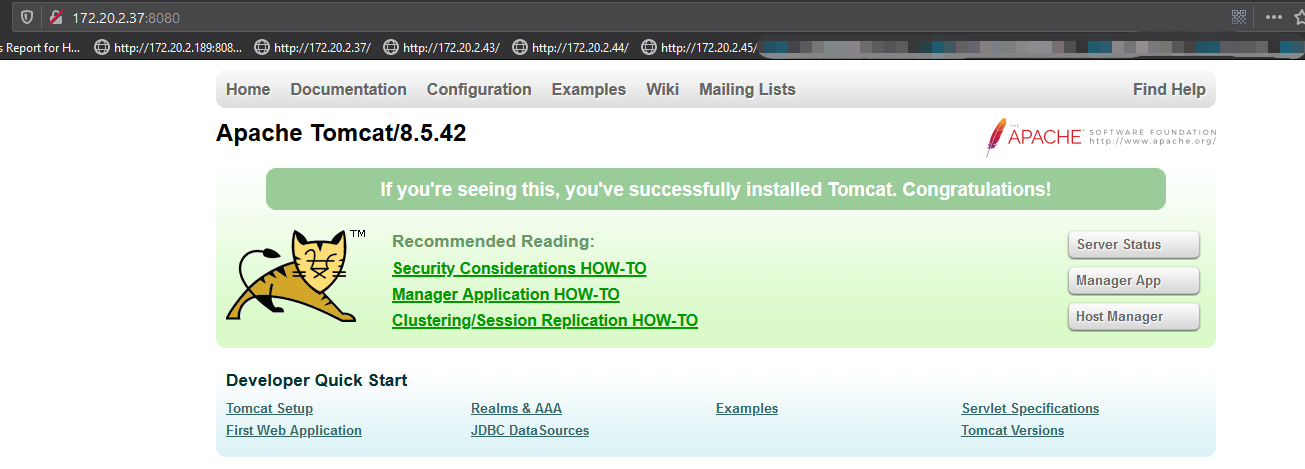 172.20.2.37:8080
s Report for H... http://172.20.2.189:808... http://172.20.2.37/ http://172.20.2.43/ http://172.20.2.44/ http://172.20.2.45/
Home Documentation Configuration Examples Wiki Mailing Lists Find Help
Apache Tomcat/8.5.42
THE APACHE™ SOFTWARE FOUNDATION
http://www.apache.org/
If you're seeing this, you've successfully installed Tomcat. Congratulations!
TM
Recommended Reading:
Security Considerations HOW-TO
Manager Application HOW-TO
Clustering/Session Replication HOW-TO
Server Status
Manager App
Host Manager
Developer Quick Start
Tomcat Setup Realms & AAA Examples Servlet Specifications
First Web Application JDBC DataSources Tomcat Versions